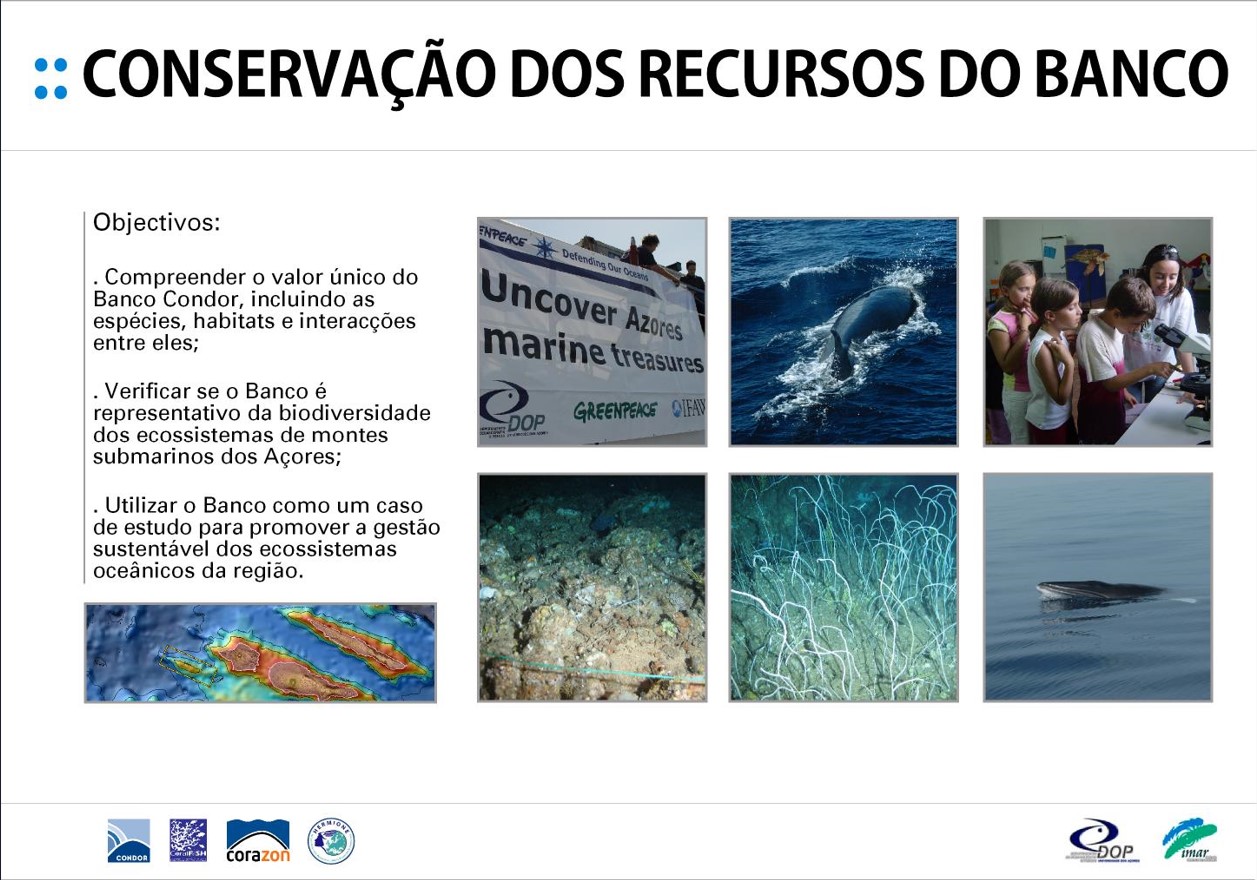 :: CONSERVAÇÃO DOS RECURSOS DO BANCO
Objectivos:
. Compreender o valor único do
Banco Condor, incluindo as
espécies, habitats e interacções
entre eles;
. Verificar se o Banco é
representativo da biodiversidade
dos ecossistemas de montes
submarinos dos Açores;
. Utilizar o Banco como um caso
de estudo para promover a gestão
sustentável dos ecossistemas
oceânicos da região.
ENPEACE
Defending Our Oceans
Uncover Azores
marine treasures
DOP
GREENPEACE
IFAW
CONDOR
CoralFISH
corazon
HERMIONE
DOP
imar